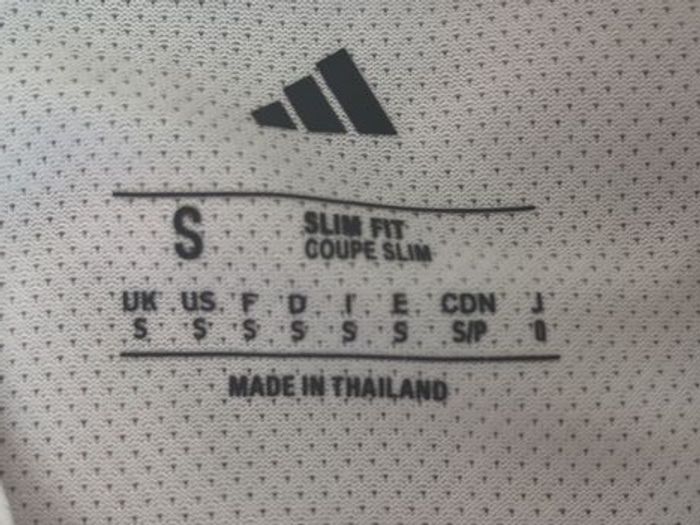 S
SLIM FIT
COUPE SLIM
UK US F D I E CDN J
S S S S S S S/P O
MADE IN THAILAND